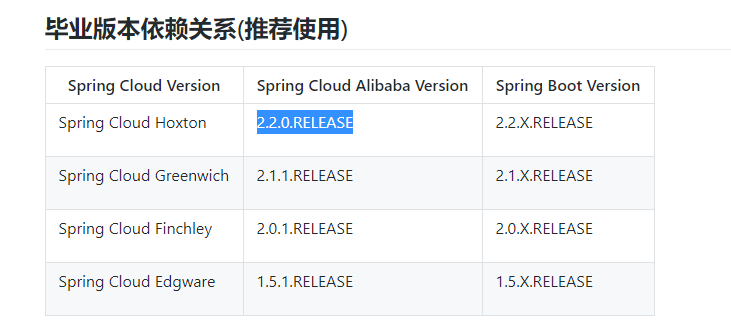 毕业版本依赖关系(推荐使用)
Spring Cloud Version Spring Cloud Alibaba Version Spring Boot Version
Spring Cloud Hoxton 2.2.0.RELEASE 2.2.X.RELEASE
Spring Cloud Greenwich 2.1.1.RELEASE 2.1.X.RELEASE
Spring Cloud Finchley 2.0.1.RELEASE 2.0.X.RELEASE
Spring Cloud Edgware 1.5.1.RELEASE 1.5.X.RELEASE